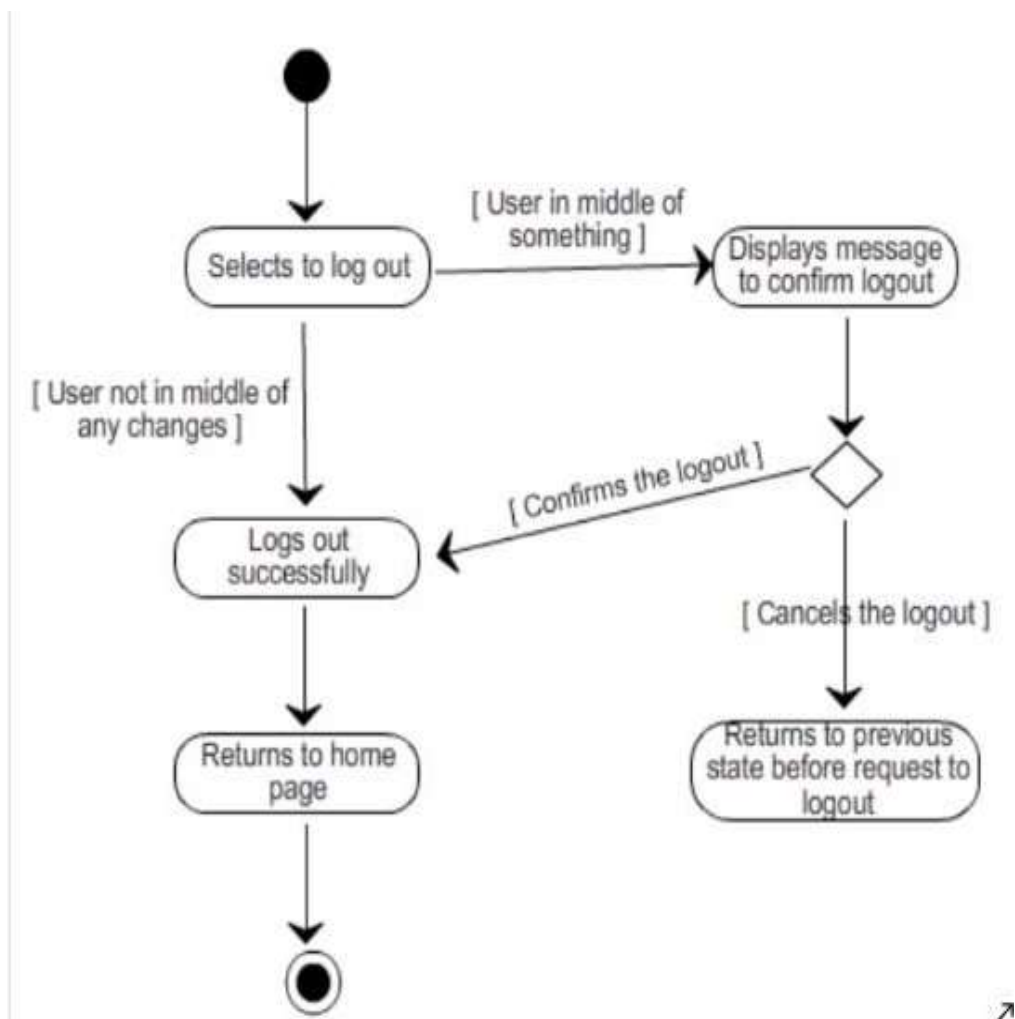 [ User in middle of
something ]
Selects to log out
Displays message
to confirm logout
[ User not in middle of
any changes ]
[ Confirms the logout ]
Logs out
successfully
[ Cancels the logout ]
Returns to home
page
Returns to previous
state before request to
logout